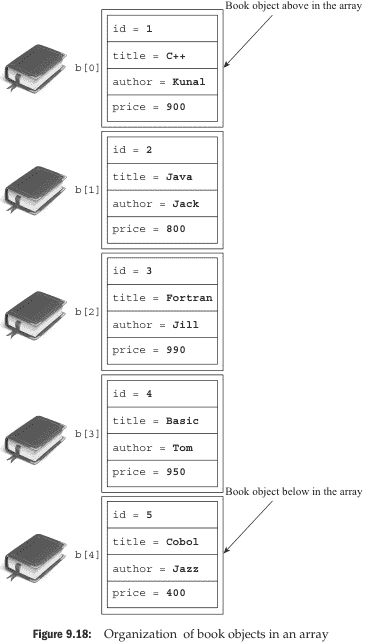 Book object above in the array
id = 1
title = C++
b[0]
author = Kunal
price = 900
id = 2
title = Java
b[1]
author = Jack
price = 800
id = 3
title = Fortran
b[2]
author = Jill
price = 990
id = 4
title = Basic
b[3]
author = Tom
price = 950
Book object below in the array
id = 5
title = Cobol
b[4]
author = Jazz
price = 400
Figure 9.18: Organization of book objects in an array